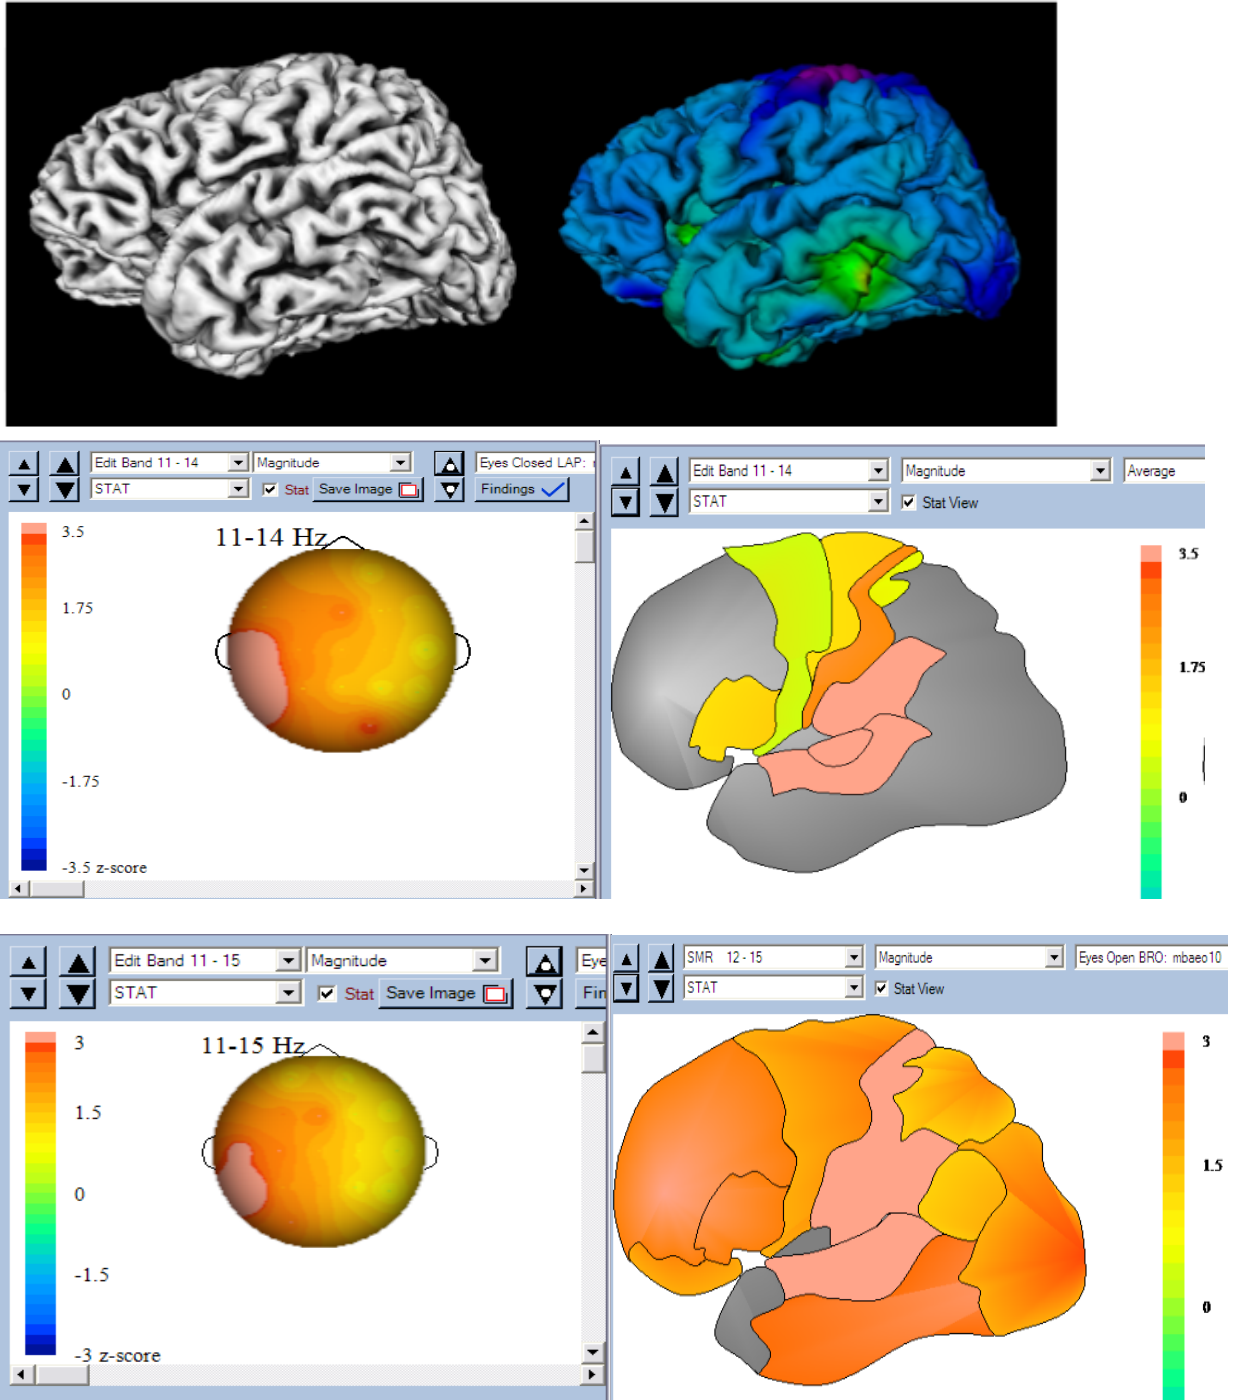 Edit Band 11 - 14
Magnitude
Eyes Closed LAP:
STAT
Stat
Save Image
Findings
3.5
1.75
0
-1.75
-3.5 z-score
11-14 Hz
Edit Band 11 - 14
Magnitude
Average
STAT
Stat View
3.5
1.75
0
Edit Band 11 - 15
Magnitude
Eye
STAT
Stat
Save Image
Fin
3
1.5
0
-1.5
-3 z-score
11-15 Hz
SMR 12 - 15
Magnitude
Eyes Open BRO: mbaeo10
STAT
Stat View
3
1.5
0